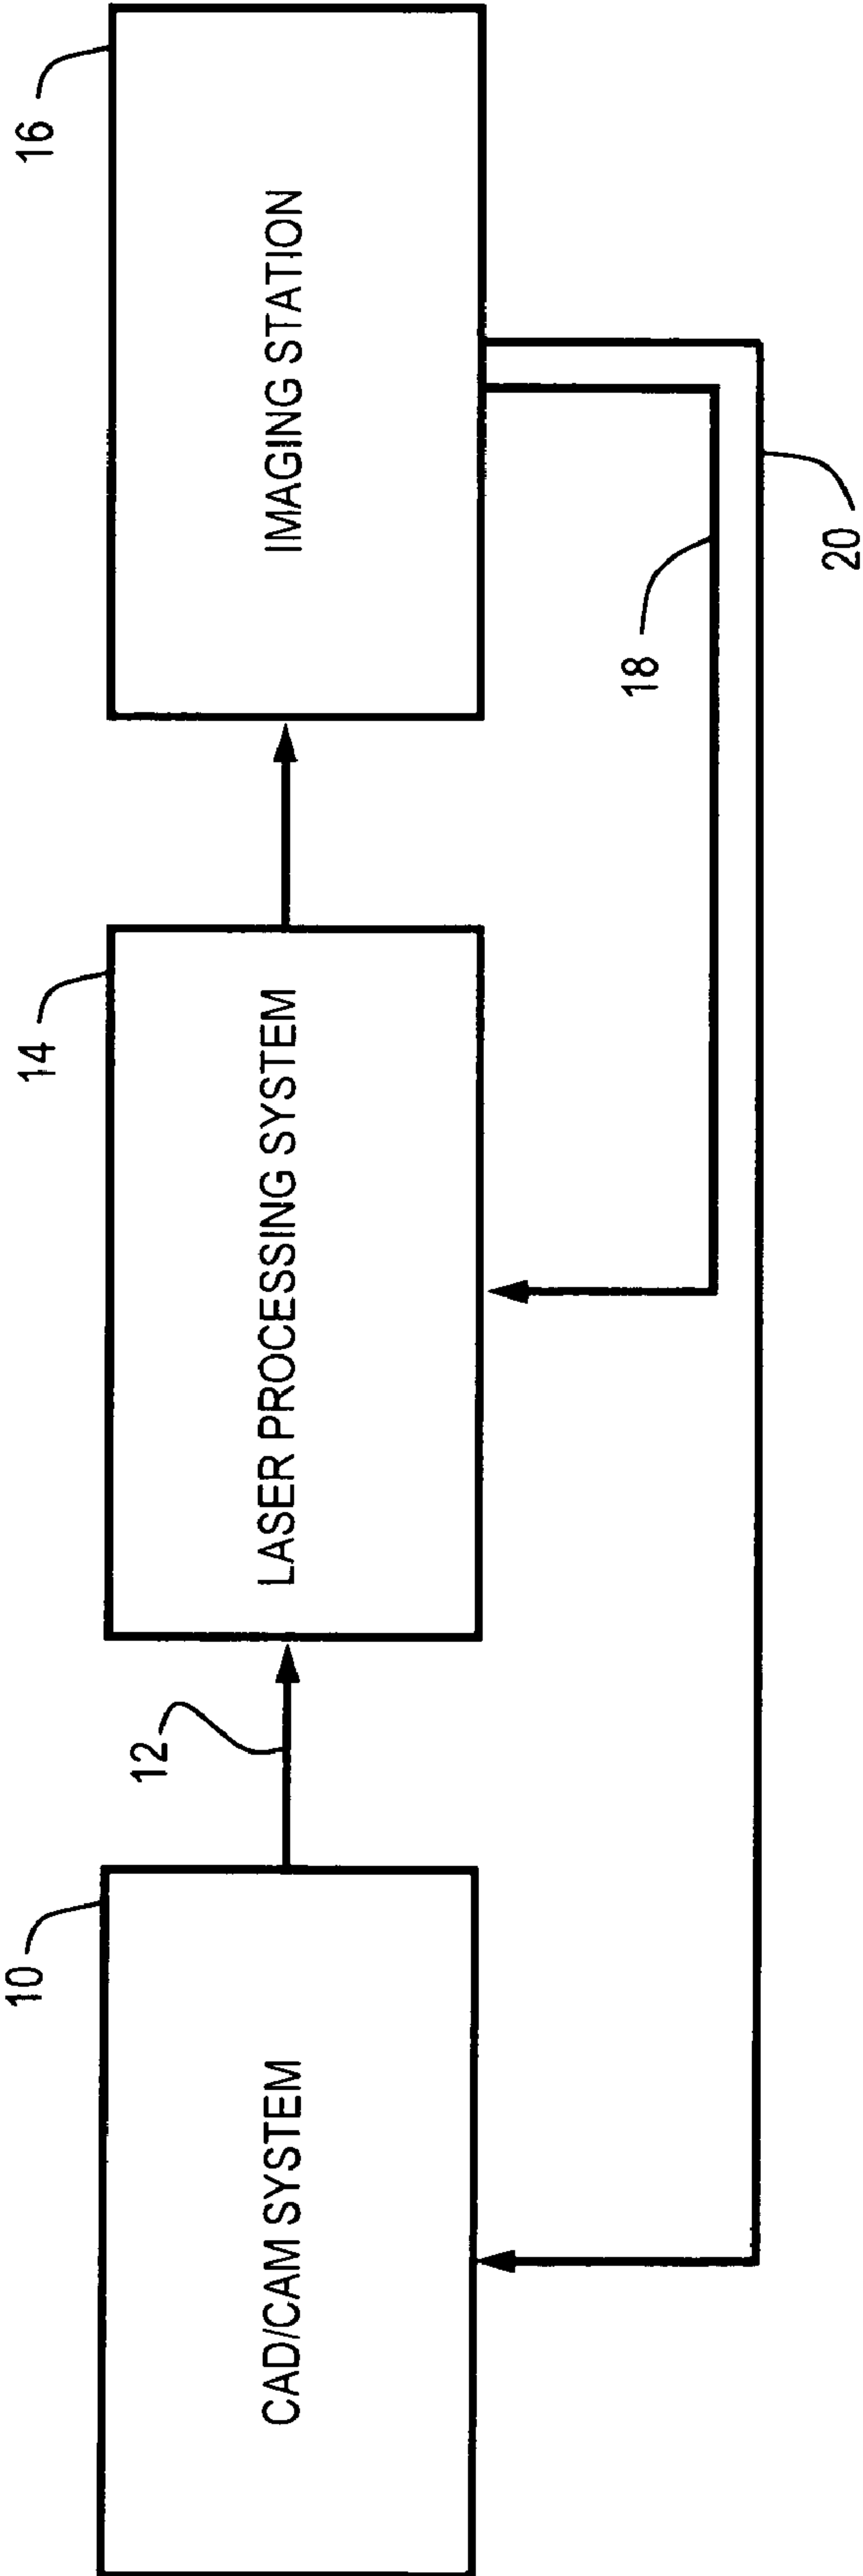 10
CAD/CAM SYSTEM
12
14
LASER PROCESSING SYSTEM
16
IMAGING STATION
18
20